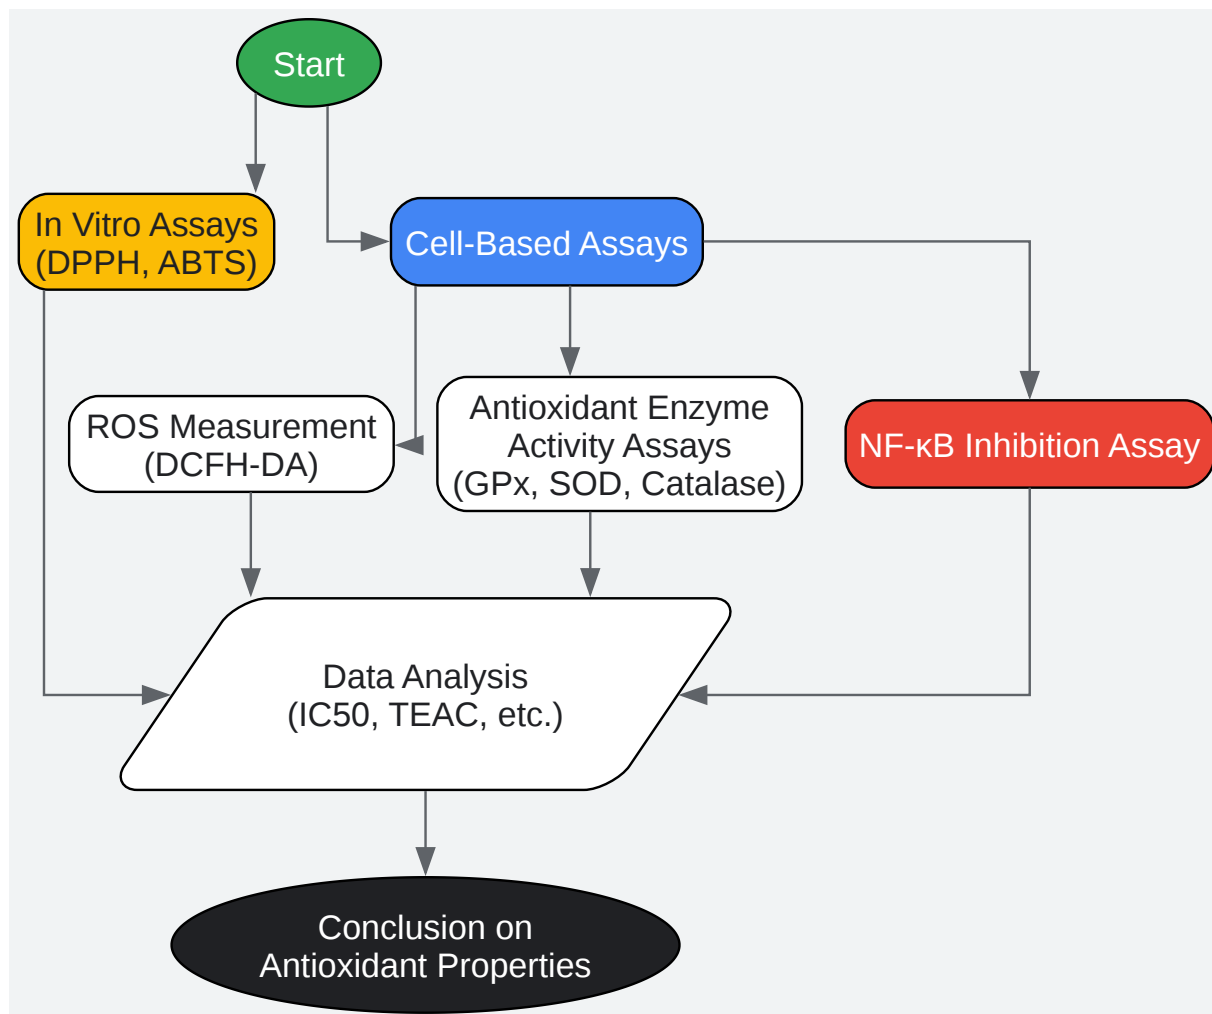 Start
In Vitro Assays
(DPPH, ABTS)
Cell-Based Assays
ROS Measurement
(DCFH-DA)
Antioxidant Enzyme
Activity Assays
(GPx, SOD, Catalase)
NF-κB Inhibition Assay
Data Analysis
(IC50, TEAC, etc.)
Conclusion on
Antioxidant Properties